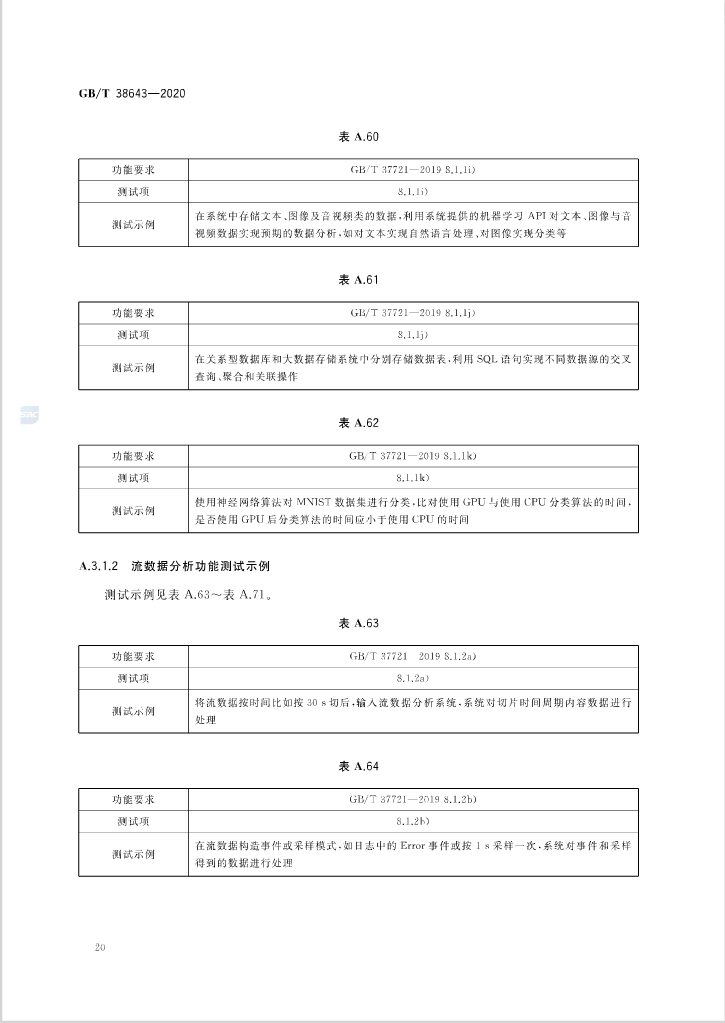 GB/T 38643—2020
表 A.60
功能要求 GB/T 37721—2019 8.1.1i)
测试项 8.1.1i)
测试示例 在系统中存储文本、图像及音视频类的数据,利用系统提供的机器学习 API 对文本、图像与音
视频数据实现预期的数据分析,如对文本实现自然语言处理、对图像实现分类等
表 A.61
功能要求 GB/T 37721—2019 8.1.1j)
测试项 8.1.1j)
测试示例 在关系型数据库和大数据存储系统中分别存储数据表,利用 SQL 语句实现不同数据源的交叉
查询、聚合和关联操作
sac
表 A.62
功能要求 GB/T 37721—2019 8.1.1k)
测试项 8.1.1k)
测试示例 使用神经网络算法对 MNIST 数据集进行分类,比对使用 GPU 与使用 CPU 分类算法的时间,
是否使用 GPU 后分类算法的时间应小于使用 CPU 的时间
A.3.1.2 流数据分析功能测试示例
测试示例见表 A.63～表 A.71。
表 A.63
功能要求 GB/T 37721—2019 8.1.2a)
测试项 8.1.2a)
测试示例 将流数据按时间比如按 30 s 切后,输入流数据分析系统,系统对切片时间周期内容数据进行
处理
表 A.64
功能要求 GB/T 37721—2019 8.1.2b)
测试项 8.1.2b)
测试示例 在流数据构造事件或采样模式,如日志中的 Error 事件或按 1 s 采样一次,系统对事件和采样
得到的数据进行处理
20